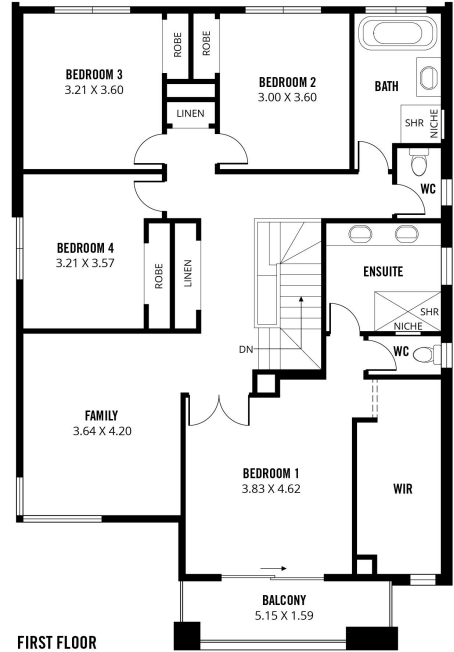 ROBE
ROBE
BEDROOM 3
3.21 X 3.60
BEDROOM 2
3.00 X 3.60
BATH
LINEN
SHR
NICHE
WC
BEDROOM 4
3.21 X 3.57
ROBE
LINEN
ENSUITE
SHR
NICHE
DN
WC
FAMILY
3.64 X 4.20
BEDROOM 1
3.83 X 4.62
WIR
BALCONY
5.15 X 1.59
FIRST FLOOR